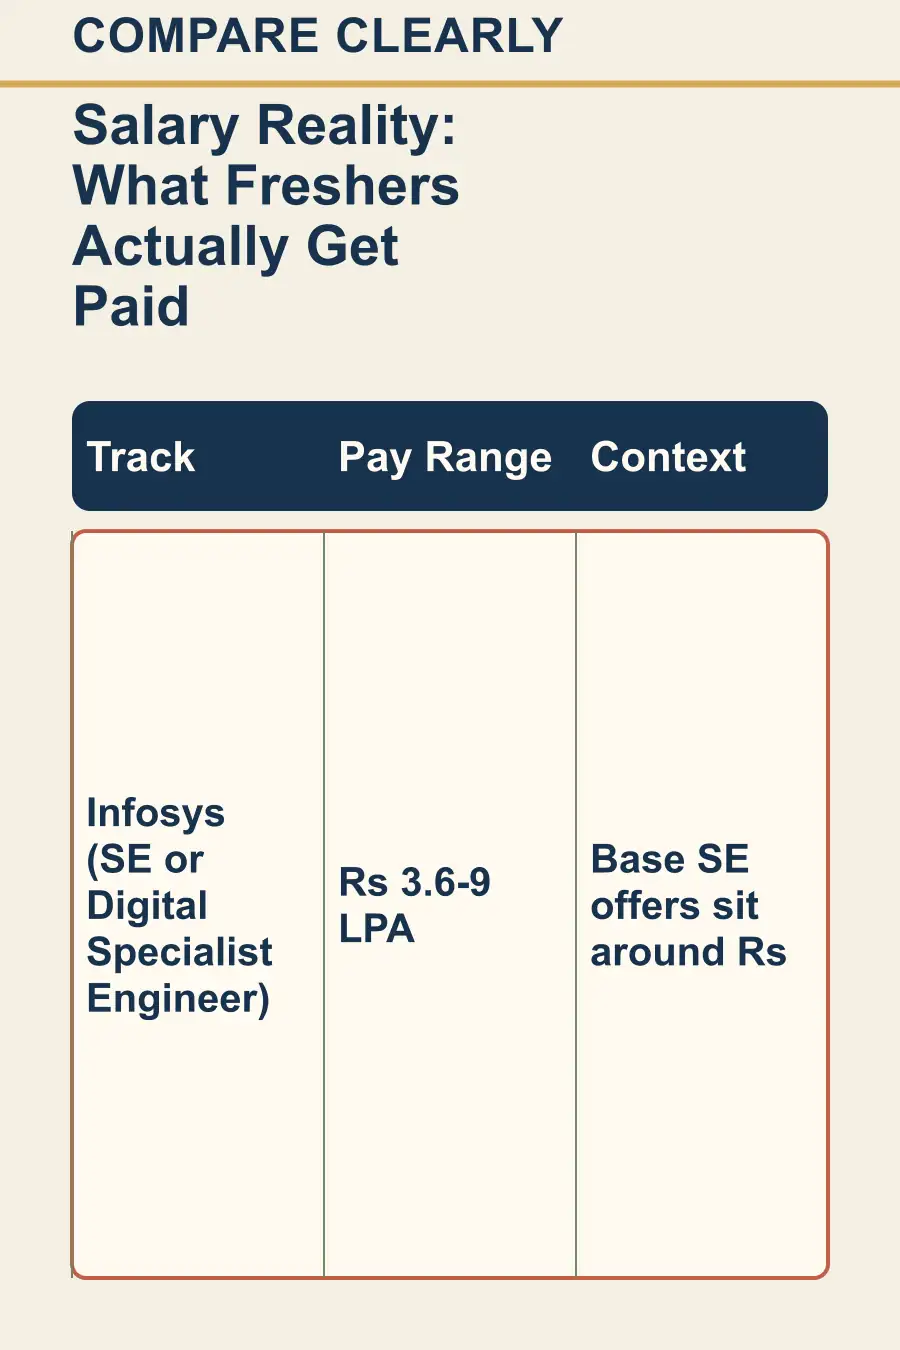 COMPARE CLEARLY
Salary Reality:
What Freshers
Actually Get
Paid
Track
Pay Range
Context
Infosys
(SE or
Digital
Specialist
Engineer)
Rs 3.6-9
LPA
Base SE
offers sit
around Rs